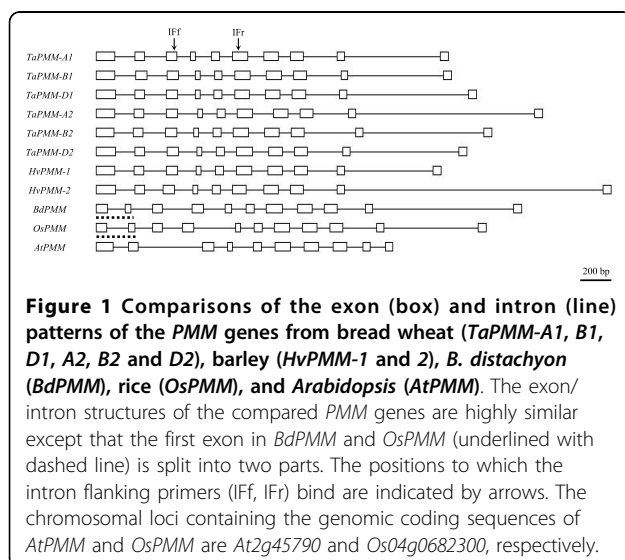 IFf IFr
TaPMM-A1
TaPMM-B1
TaPMM-D1
TaPMM-A2
TaPMM-B2
TaPMM-D2
HvPMM-1
HvPMM-2
BdPMM
OsPMM
AtPMM
200 bp
Figure 1 Comparisons of the exon (box) and intron (line)
patterns of the PMM genes from bread wheat (TaPMM-A1, B1,
D1, A2, B2 and D2), barley (HvPMM-1 and 2), B. distachyon
(BdPMM), rice (OsPMM), and Arabidopsis (AtPMM). The exon/
intron structures of the compared PMM genes are highly similar
except that the first exon in BdPMM and OsPMM (underlined with
dashed line) is split into two parts. The positions to which the
intron flanking primers (IFf, IFr) bind are indicated by arrows. The
chromosomal loci containing the genomic coding sequences of
AtPMM and OsPMM are At2g45790 and Os04g0682300, respectively.